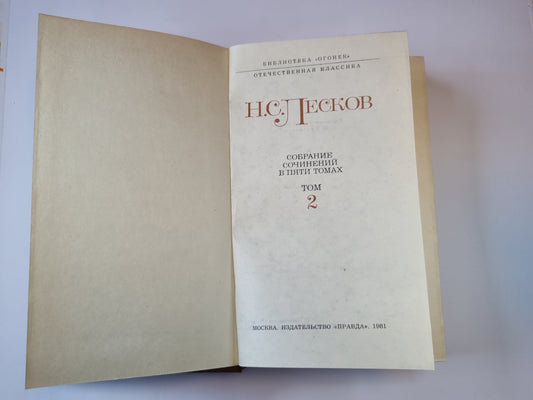 БИБЛИОТЕКА «ОГОНЕК»
ОТЕЧЕСТВЕННАЯ КЛАССИКА
Н.С.ЛЕСКОВ
СОБРАНИЕ
СОЧИНЕНИЙ
В ПЯТИ ТОМАХ
ТОМ
2
МОСКВА. ИЗДАТЕЛЬСТВО «ПРАВДА». 1981